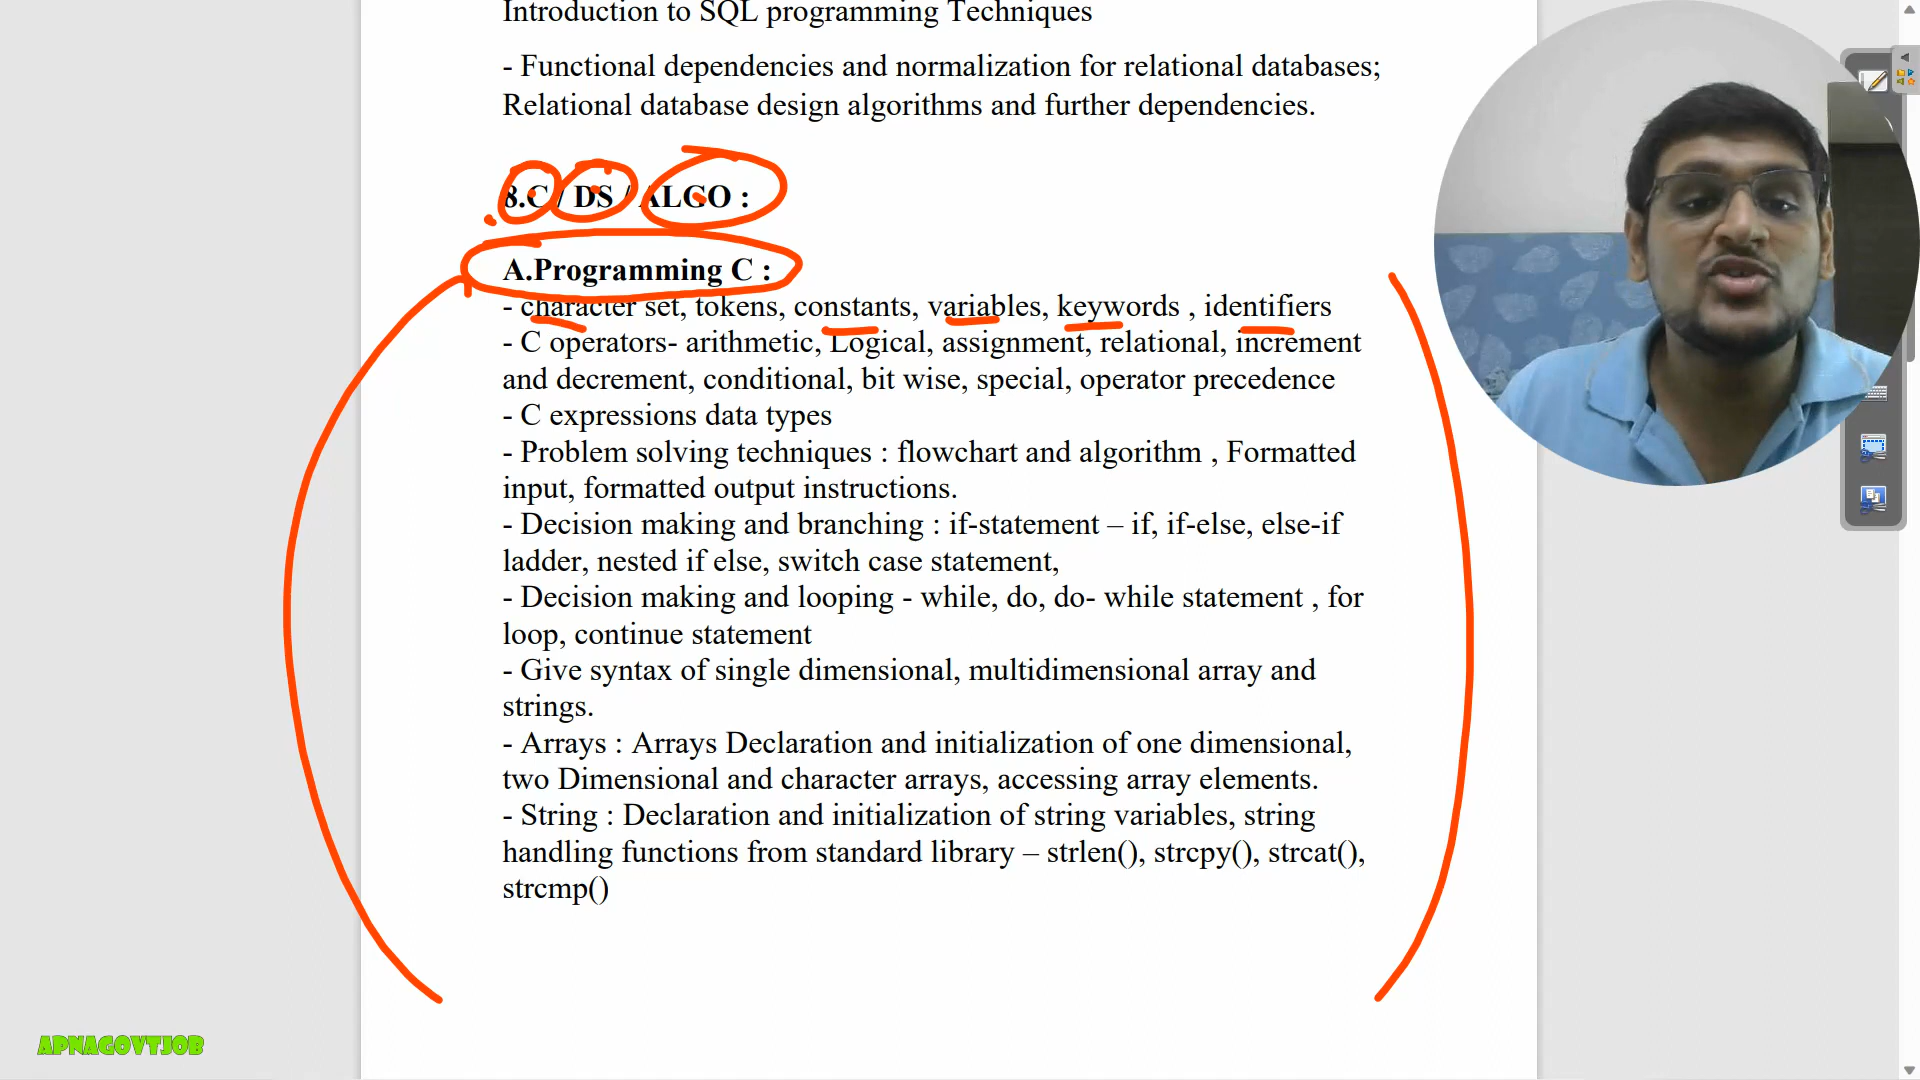 Introduction to SQL programming Techniques
- Functional dependencies and normalization for relational databases;
Relational database design algorithms and further dependencies.
8.C / DS / ALGO :
A.Programming C :
- character set, tokens, constants, variables, keywords , identifiers
- C operators- arithmetic, Logical, assignment, relational, increment
and decrement, conditional, bit wise, special, operator precedence
- C expressions data types
- Problem solving techniques : flowchart and algorithm , Formatted
input, formatted output instructions.
- Decision making and branching : if-statement – if, if-else, else-if
ladder, nested if else, switch case statement,
- Decision making and looping - while, do, do- while statement , for
loop, continue statement
- Give syntax of single dimensional, multidimensional array and
strings.
- Arrays : Arrays Declaration and initialization of one dimensional,
two Dimensional and character arrays, accessing array elements.
- String : Declaration and initialization of string variables, string
handling functions from standard library – strlen(), strcpy(), strcat(),
strcmp()
APNAGOVTJOB